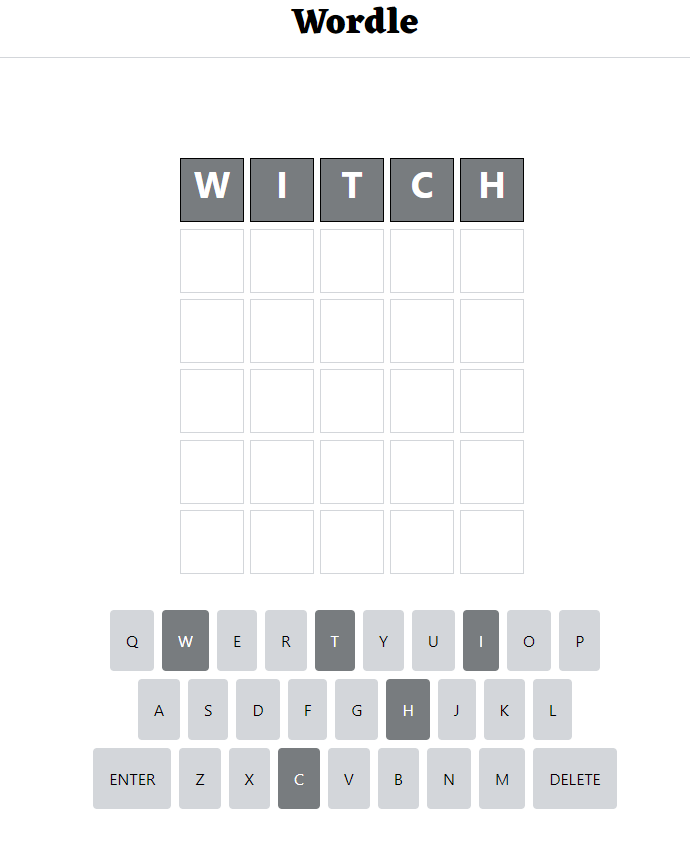 Wordle
W I T C H
Q W E R T Y U I O P
A S D F G H J K L
ENTER Z X C V B N M DELETE